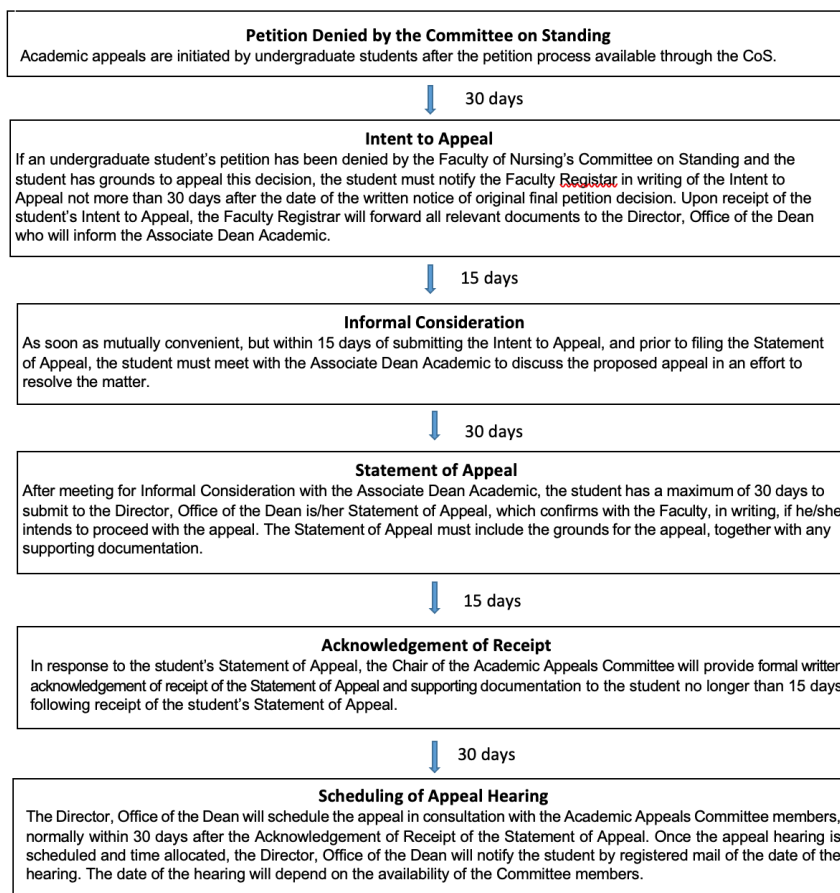 Petition Denied by the Committee on Standing
Academic appeals are initiated by undergraduate students after the petition process available through the CoS.
30 days
Intent to Appeal
If an undergraduate student's petition has been denied by the Faculty of Nursing's Committee on Standing and the
student has grounds to appeal this decision, the student must notify the Faculty Registar in writing of the Intent to
Appeal not more than 30 days after the date of the written notice of original final petition decision. Upon receipt of the
student's Intent to Appeal, the Faculty Registrar will forward all relevant documents to the Director, Office of the Dean
who will inform the Associate Dean Academic.
15 days
Informal Consideration
As soon as mutually convenient, but within 15 days of submitting the Intent to Appeal, and prior to filing the Statement
of Appeal, the student must meet with the Associate Dean Academic to discuss the proposed appeal in an effort to
resolve the matter.
30 days
Statement of Appeal
After meeting for Informal Consideration with the Associate Dean Academic, the student has a maximum of 30 days to
submit to the Director, Office of the Dean is/her Statement of Appeal, which confirms with the Faculty, in writing, if he/she
intends to proceed with the appeal. The Statement of Appeal must include the grounds for the appeal, together with any
supporting documentation.
15 days
Acknowledgement of Receipt
In response to the student's Statement of Appeal, the Chair of the Academic Appeals Committee will provide formal written
acknowledgement of receipt of the Statement of Appeal and supporting documentation to the student no longer than 15 days
following receipt of the student's Statement of Appeal.
30 days
Scheduling of Appeal Hearing
The Director, Office of the Dean will schedule the appeal in consultation with the Academic Appeals Committee members,
normally within 30 days after the Acknowledgement of Receipt of the Statement of Appeal. Once the appeal hearing is
scheduled and time allocated, the Director, Office of the Dean will notify the student by registered mail of the date of the
hearing. The date of the hearing will depend on the availability of the Committee members.